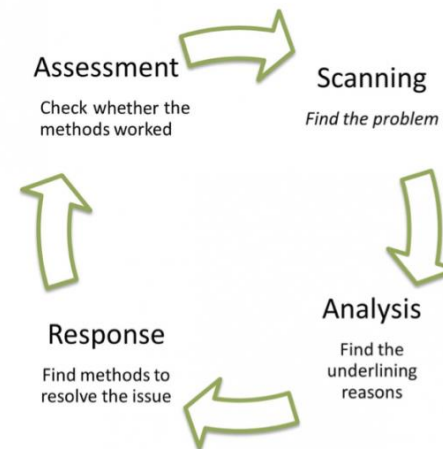 Assessment
Check whether the
methods worked
Scanning
Find the problem
Analysis
Find the
underlining
reasons
Response
Find methods to
resolve the issue